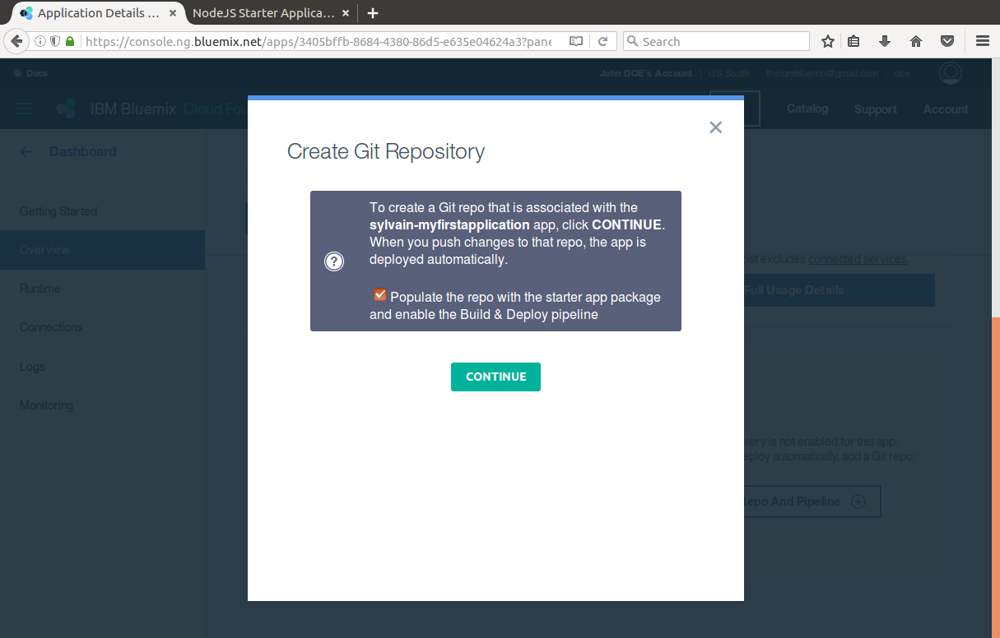 Application Details ...
NodeJS Starter Applica...
https://console.ng.bluemix.net/apps/3405bffb-8684-4380-86d5-e635e04624a3?pane
Search
Docs
John DOE's Account | US South : theibmbluemix@gmail.com : dev
IBM Bluemix Cloud Fou
Catalog
Support
Account
Dashboard
Getting Started
Overview
Runtime
Connections
Logs
Monitoring
Create Git Repository
To create a Git repo that is associated with the
sylvain-myfirstapplication app, click CONTINUE.
When you push changes to that repo, the app is
deployed automatically.
Populate the repo with the starter app package
and enable the Build & Deploy pipeline
CONTINUE
ost excludes connected services.
Full Usage Details
very is not enabled for this app.
eploy automatically, add a Git repo:
Repo And Pipeline